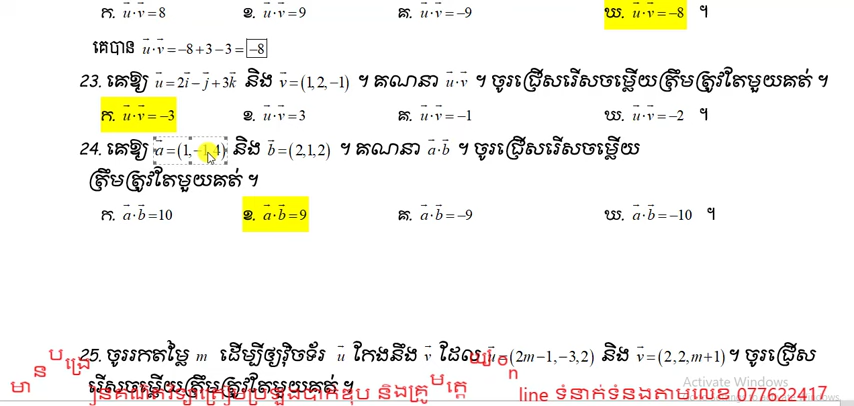 ក. u·v=8 ខ. u·v=9 គ. u·v=−9 ឃ. u·v=−8 ។
គេបាន u·v=−8+3−3=−8
23. គេឱ្យ u=2i−j+3k និង v=(1,2,−1) ។ គណនា u·v ។ ចូរជ្រើសរើសចម្លើយត្រឹមត្រូវតែមួយគត់ ។
ក. u·v=−3 ខ. u·v=3 គ. u·v=−1 ឃ. u·v=−2 ។
24. គេឱ្យ a=(1,−1,4) និង b=(2,1,2) ។ គណនា a·b ។ ចូរជ្រើសរើសចម្លើយ
ត្រឹមត្រូវតែមួយគត់ ។
ក. a·b=10 ខ. a·b=9 គ. a·b=−9 ឃ. a·b=−10 ។
25. ចូររកតម្លៃ m ដើម្បីឲ្យវ៉ិចទ័រ u កែងនឹង v ដែល u=(2m−1,−3,2) និង v=(2,2,m+1)។ ចូរជ្រើស
រើសចម្លើយត្រឹមត្រូវតែមួយគត់ ។
Activate Windows
line ទំនាក់ទំនងតាមលេខ 077622417